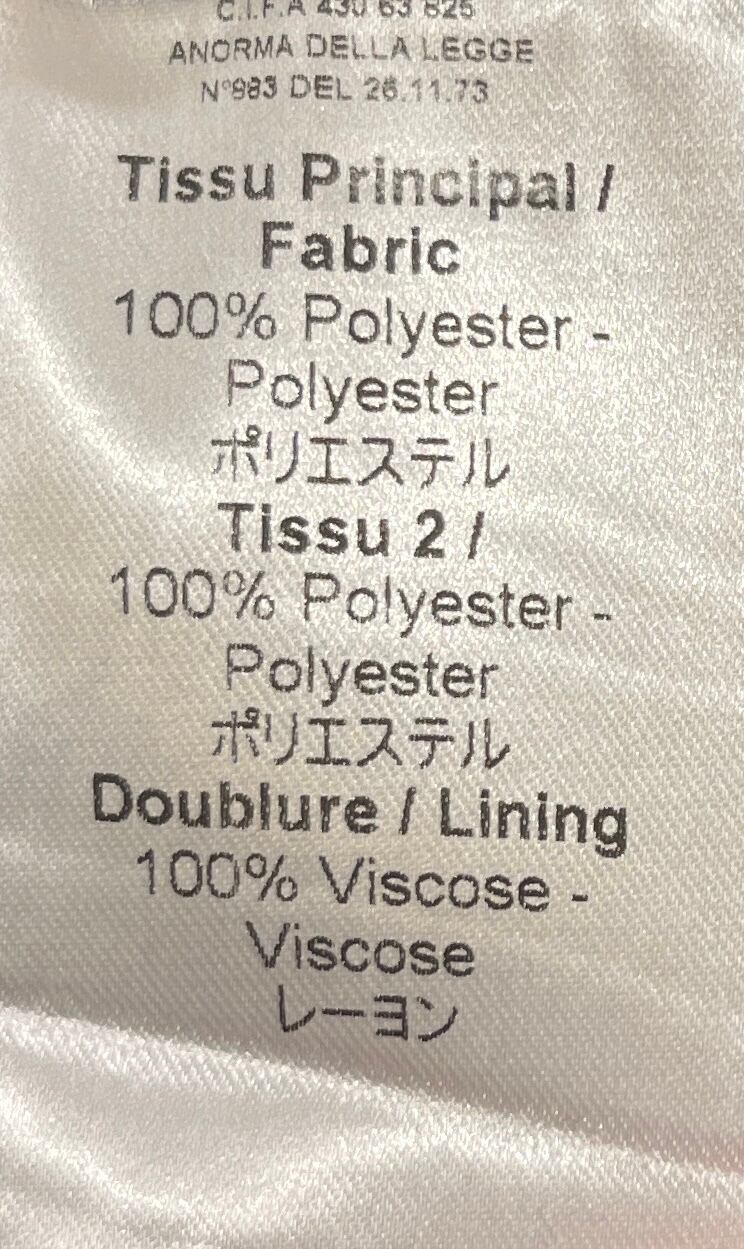 C.I.F.A 430 63 825
ANORMA DELLA LEGGE
N°983 DEL 26.11.73
Tissu Principal /
Fabric
100% Polyester -
Polyester
ポリエステル
Tissu 2 /
100% Polyester -
Polyester
ポリエステル
Doublure / Lining
100% Viscose -
Viscose
レーヨン